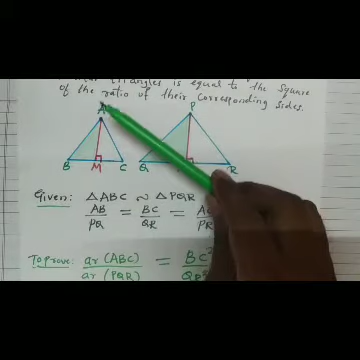 triangles is equal to the square
of the ratio of their corresponding sides.
P
B M C Q R
Given: △ABC ~ △PQR
AB/PQ = BC/QR =
To prove: ar (ABC)/ar (PQR) = BC²